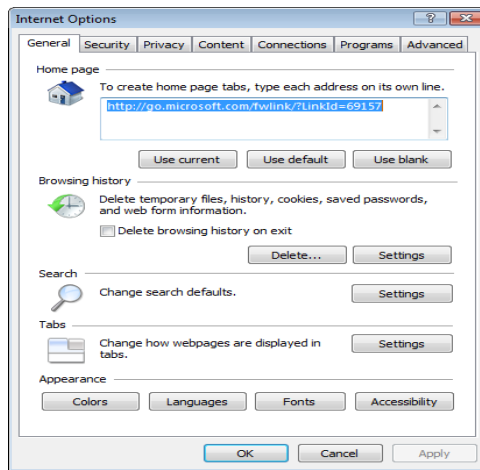 Internet Options
General Security Privacy Content Connections Programs Advanced
Home page
To create home page tabs, type each address on its own line.
http://go.microsoft.com/fwlink/?LinkId=69157
Use current Use default Use blank
Browsing history
Delete temporary files, history, cookies, saved passwords,
and web form information.
Delete browsing history on exit
Delete... Settings
Search
Change search defaults.
Settings
Tabs
Change how webpages are displayed in
tabs.
Settings
Appearance
Colors Languages Fonts Accessibility
OK Cancel Apply